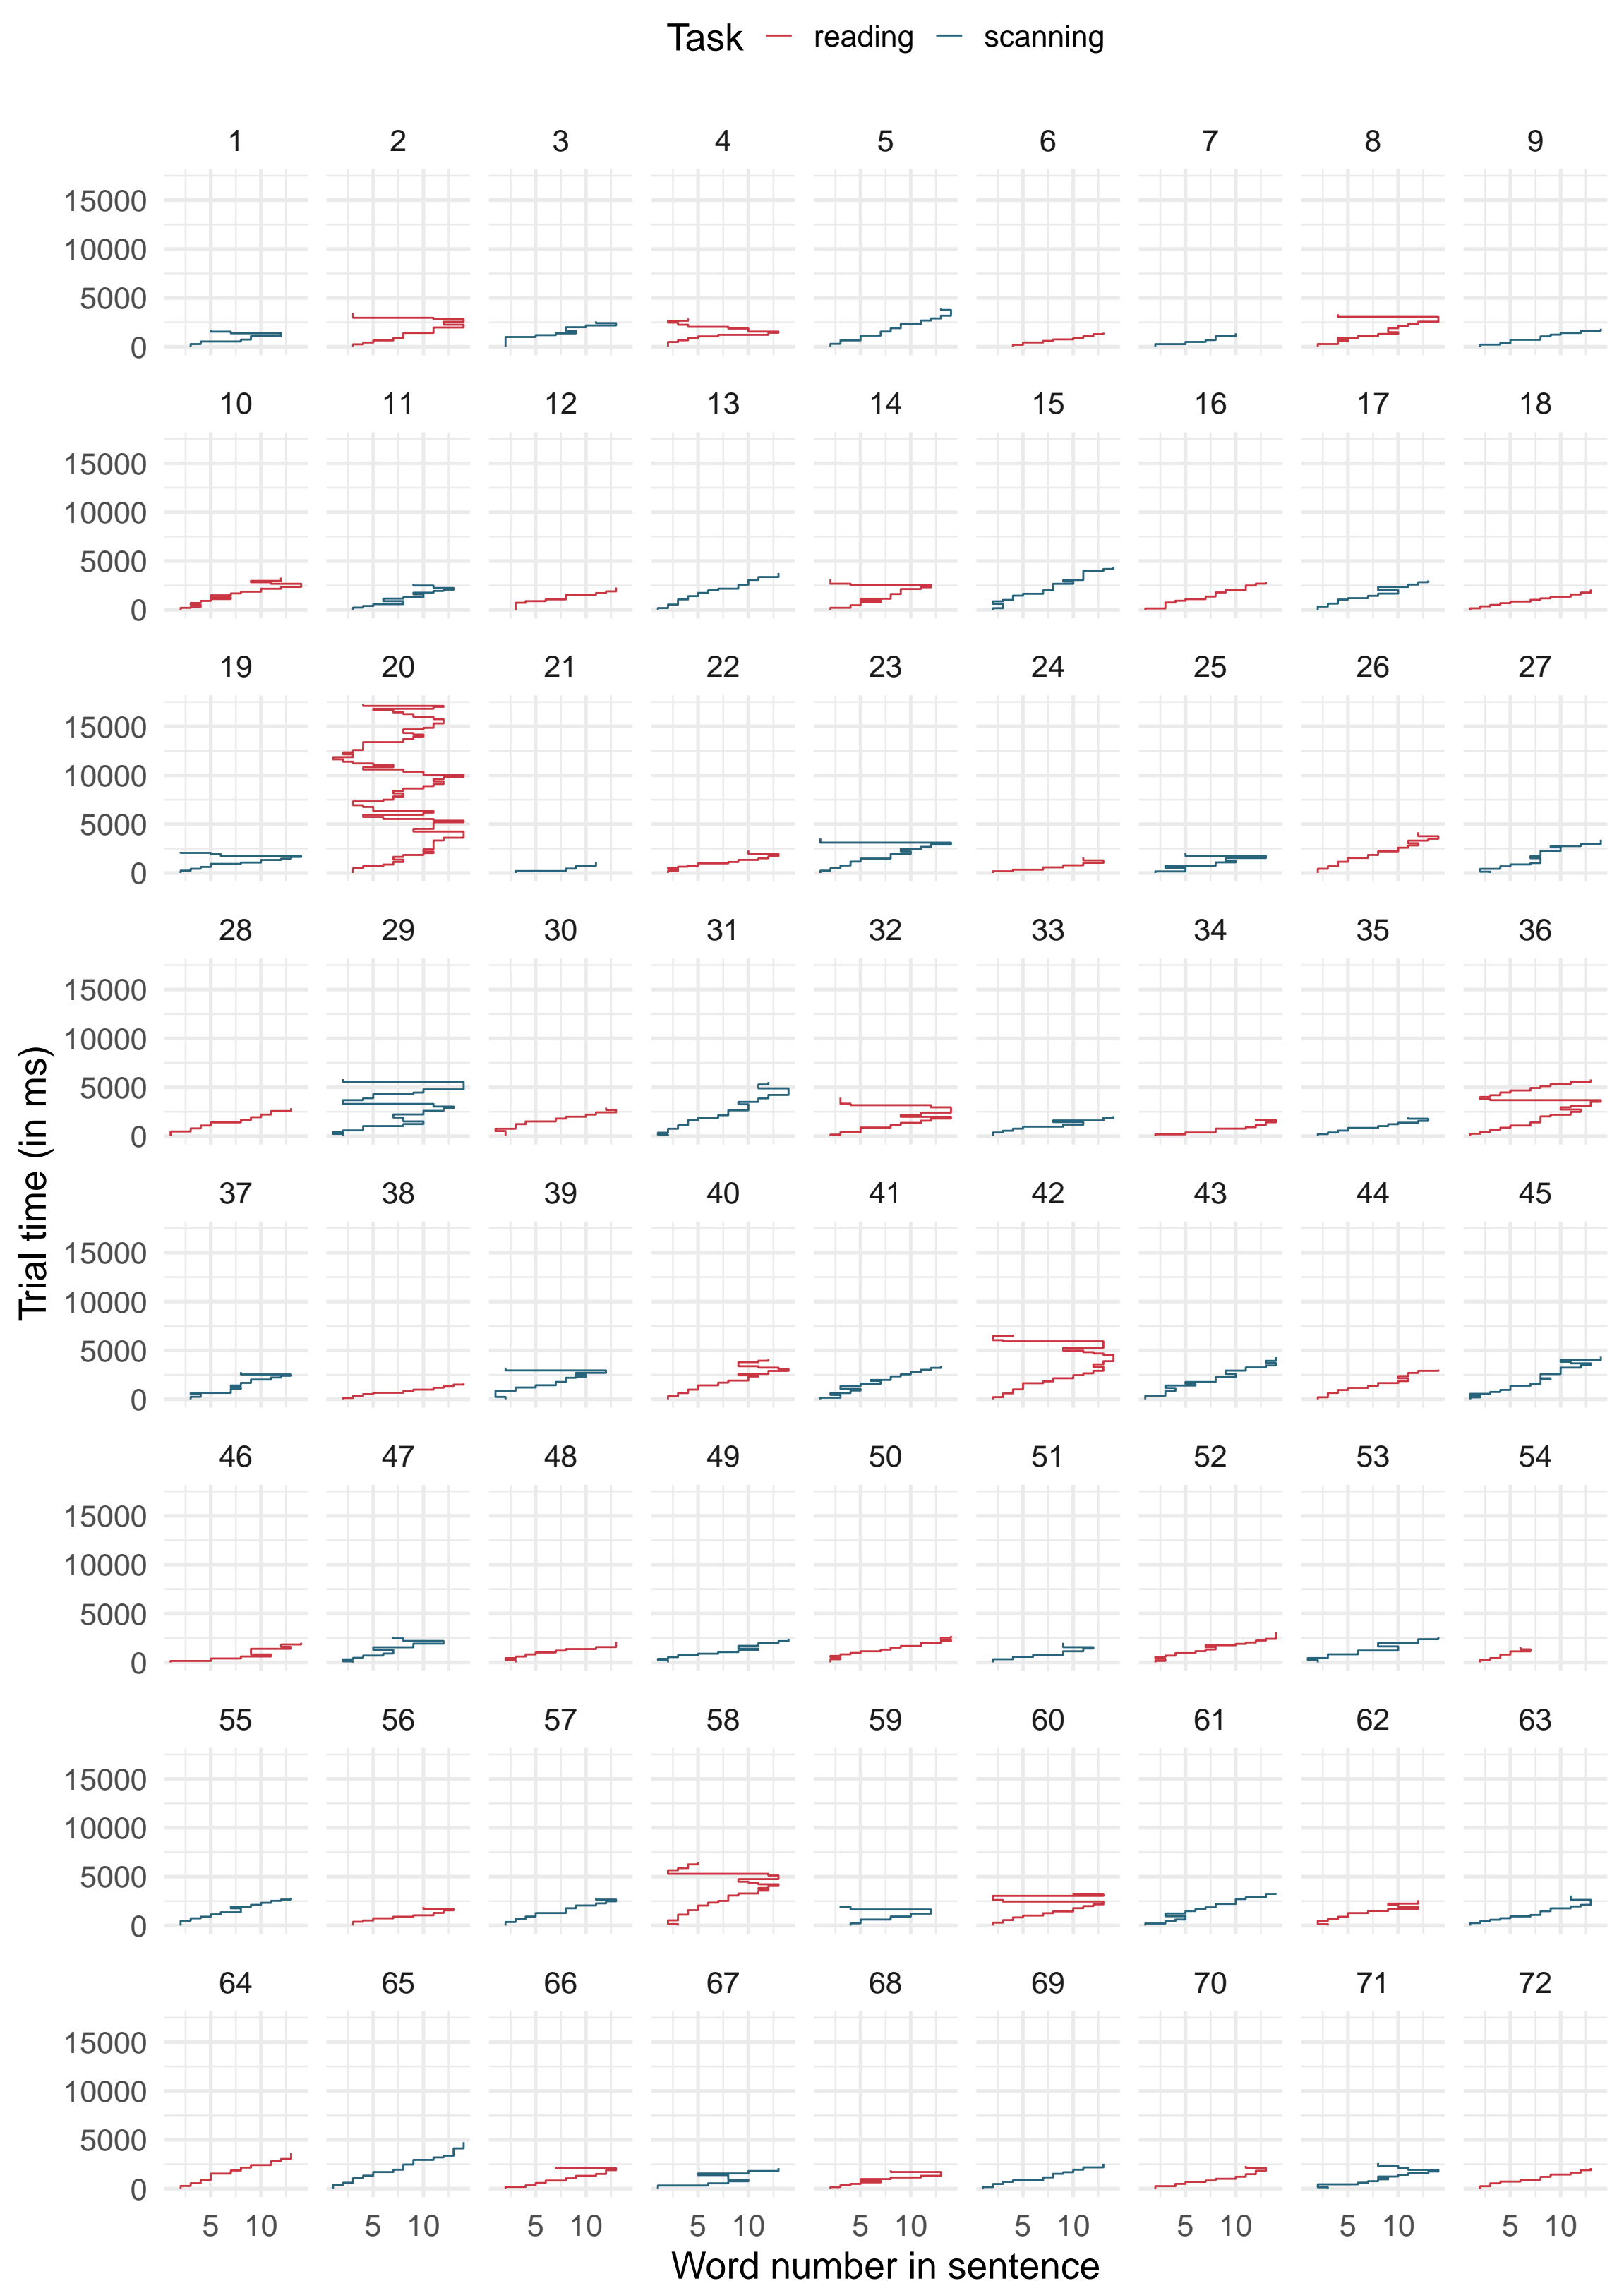 Task reading scanning
1 2 3 4 5 6 7 8 9
15000
10000
5000
0
10 11 12 13 14 15 16 17 18
15000
10000
5000
0
19 20 21 22 23 24 25 26 27
15000
10000
5000
0
28 29 30 31 32 33 34 35 36
15000
10000
5000
0
37 38 39 40 41 42 43 44 45
15000
10000
5000
0
46 47 48 49 50 51 52 53 54
15000
10000
5000
0
55 56 57 58 59 60 61 62 63
15000
10000
5000
0
64 65 66 67 68 69 70 71 72
15000
10000
5000
0
5 10 5 10 5 10 5 10 5 10 5 10 5 10 5 10 5 10
Word number in sentence
Trial time (in ms)